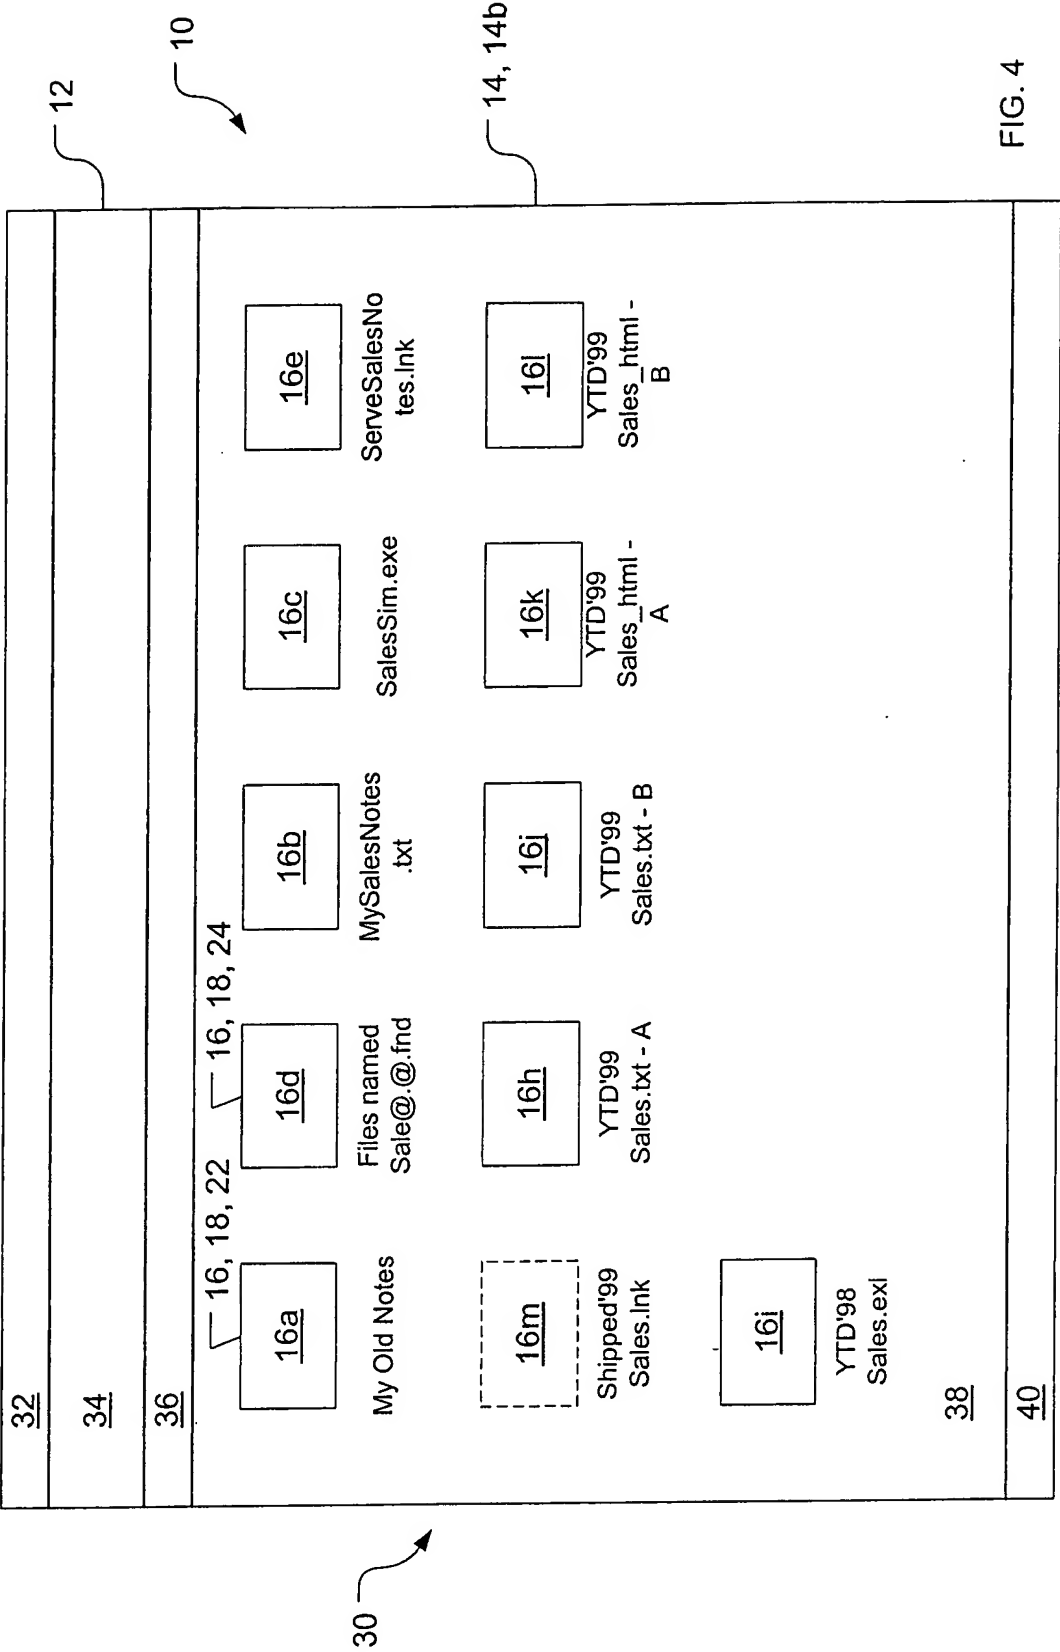 32
34
12
36
10
16, 18, 22
16, 18, 24
16a
16d
16b
16c
16e
My Old Notes
Files named
Sale@.@.fnd
MySalesNotes
.txt
SalesSim.exe
ServeSalesNo
tes.lnk
30
14, 14b
16m
16h
16j
16k
16l
Shipped'99
Sales.lnk
YTD'99
Sales.txt - A
YTD'99
Sales.txt - B
YTD'99
Sales_html -
A
YTD'99
Sales_html -
B
16i
YTD'98
Sales.exl
38
40
FIG. 4